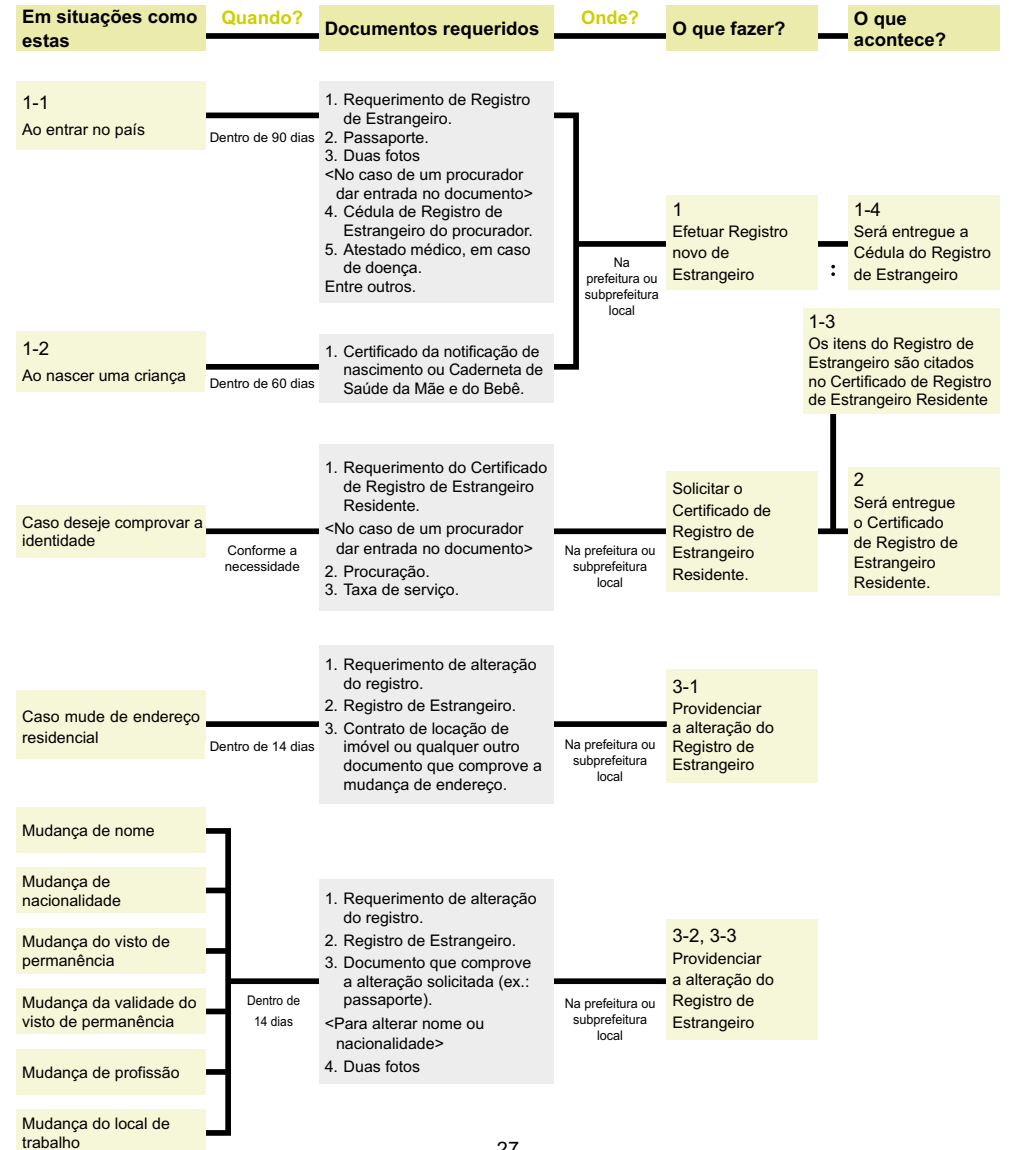 Em situações como
estas
Quando?
Documentos requeridos
Onde?
O que fazer?
O que
acontece?
1-1
Ao entrar no país
Dentro de 90 dias
1. Requerimento de Registro
de Estrangeiro.
2. Passaporte.
3. Duas fotos
<No caso de um procurador
dar entrada no documento>
4. Cédula de Registro de
Estrangeiro do procurador.
5. Atestado médico, em caso
de doença.
Entre outros.
Na
prefeitura ou
subprefeitura
local
1
Efetuar Registro
novo de
Estrangeiro
:
1-4
Será entregue a
Cédula do Registro
de Estrangeiro
1-2
Ao nascer uma criança
Dentro de 60 dias
1. Certificado da notificação de
nascimento ou Caderneta de
Saúde da Mãe e do Bebê.
1-3
Os itens do Registro de
Estrangeiro são citados
no Certificado de Registro
de Estrangeiro Residente
Caso deseje comprovar a
identidade
Conforme a
necessidade
1. Requerimento do Certificado
de Registro de Estrangeiro
Residente.
<No caso de um procurador
dar entrada no documento>
2. Procuração.
3. Taxa de serviço.
Na prefeitura ou
subprefeitura
local
Solicitar o
Certificado de
Registro de
Estrangeiro
Residente.
2
Será entregue
o Certificado
de Registro de
Estrangeiro
Residente.
Caso mude de endereço
residencial
Dentro de 14 dias
1. Requerimento de alteração
do registro.
2. Registro de Estrangeiro.
3. Contrato de locação de
imóvel ou qualquer outro
documento que comprove a
mudança de endereço.
Na prefeitura ou
subprefeitura
local
3-1
Providenciar
a alteração do
Registro de
Estrangeiro
Mudança de nome
Mudança de
nacionalidade
Mudança do visto de
permanência
Mudança da validade do
visto de permanência
Mudança de profissão
Mudança do local de
trabalho
Dentro de
14 dias
1. Requerimento de alteração
do registro.
2. Registro de Estrangeiro.
3. Documento que comprove
a alteração solicitada (ex.:
passaporte).
<Para alterar nome ou
nacionalidade>
4. Duas fotos
Na prefeitura ou
subprefeitura
local
3-2, 3-3
Providenciar
a alteração do
Registro de
Estrangeiro
27